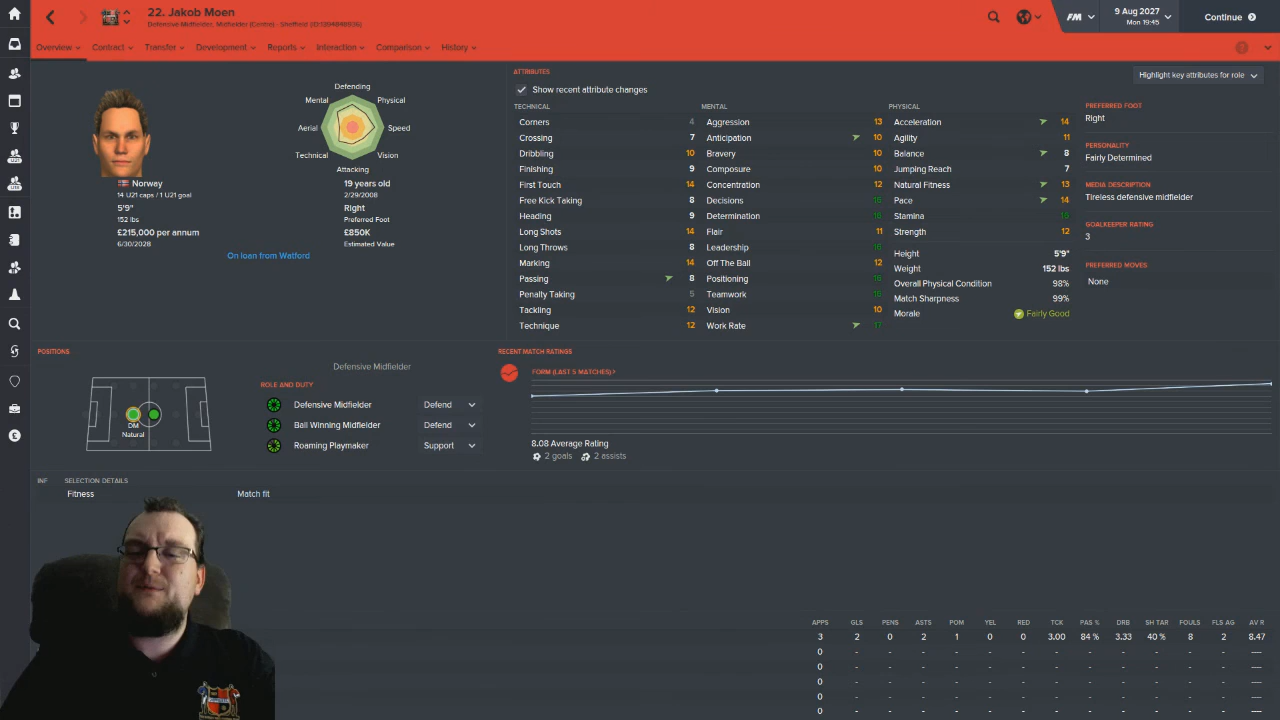 22. Jakob Moen
Defensive Midfielder, Midfielder (Centre) - Sheffield
FM
9 Aug 2027
Mon 19:45
Continue
Overview
Contract
Transfer
Development
Reports
Interaction
Comparison
History
ATTRIBUTES
Highlight key attributes for role
Show recent attribute changes
TECHNICAL
Corners 4
Crossing 7
Dribbling 10
Finishing 9
First Touch 14
Free Kick Taking 8
Heading 9
Long Shots 14
Long Throws 8
Marking 14
Passing 8
Penalty Taking 5
Tackling 12
Technique 12
MENTAL
Aggression 13
Anticipation 10
Bravery 10
Composure 10
Concentration 12
Decisions
Determination
Flair 11
Leadership
Off The Ball 12
Positioning
Teamwork
Vision 10
Work Rate 17
PHYSICAL
Acceleration 14
Agility 11
Balance 8
Jumping Reach 7
Natural Fitness 13
Pace 14
Stamina
Strength 12
Height 5'9"
Weight 152 lbs
Overall Physical Condition 98%
Match Sharpness 99%
Morale Fairly Good
PREFERRED FOOT
Right
PERSONALITY
Fairly Determined
MEDIA DESCRIPTION
Tireless defensive midfielder
GOALKEEPER RATING
3
PREFERRED MOVES
None
Defending
Mental
Physical
Aerial
Speed
Technical
Vision
Attacking
Norway
14 U21 caps / 1 U21 goal
5'9"
152 lbs
£215,000 per annum
6/30/2028
19 years old
2/29/2008
Right
Preferred Foot
£850K
Estimated Value
On loan from Watford
POSITIONS
Defensive Midfielder
ROLE AND DUTY
DM
Natural
Defensive Midfielder Defend
Ball Winning Midfielder Defend
Roaming Playmaker Support
RECENT MATCH RATINGS
FORM (LAST 5 MATCHES)
8.08 Average Rating
2 goals 2 assists
INF SELECTION DETAILS
Fitness Match fit
APPS GLS PENS ASTS POM YEL RED TCK PAS % DRB SH TAR FOULS FLS AG AV R
3 2 0 2 1 0 0 3.00 84 % 3.33 40 % 8 2 8.47
0 - - - - - - - - - - - - ---
0 - - - - - - - - - - - - ---
0 - - - - - - - - - - - - ---
0 - - - - - - - - - - - - ---
0 - - - - - - - - - - - - ---